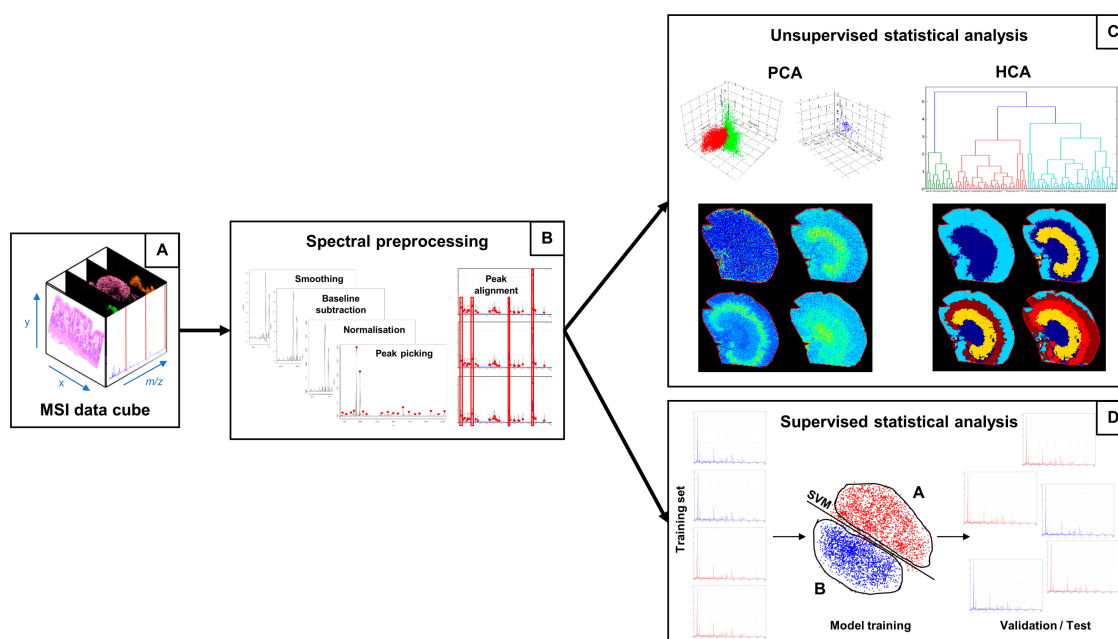 A
y
x
m/z
MSI data cube
B
Spectral preprocessing
Smoothing
Baseline
subtraction
Normalisation
Peak picking
Peak
alignment
C
Unsupervised statistical analysis
PCA
HCA
D
Supervised statistical analysis
Training set
SVM
A
B
Model training
Validation / Test